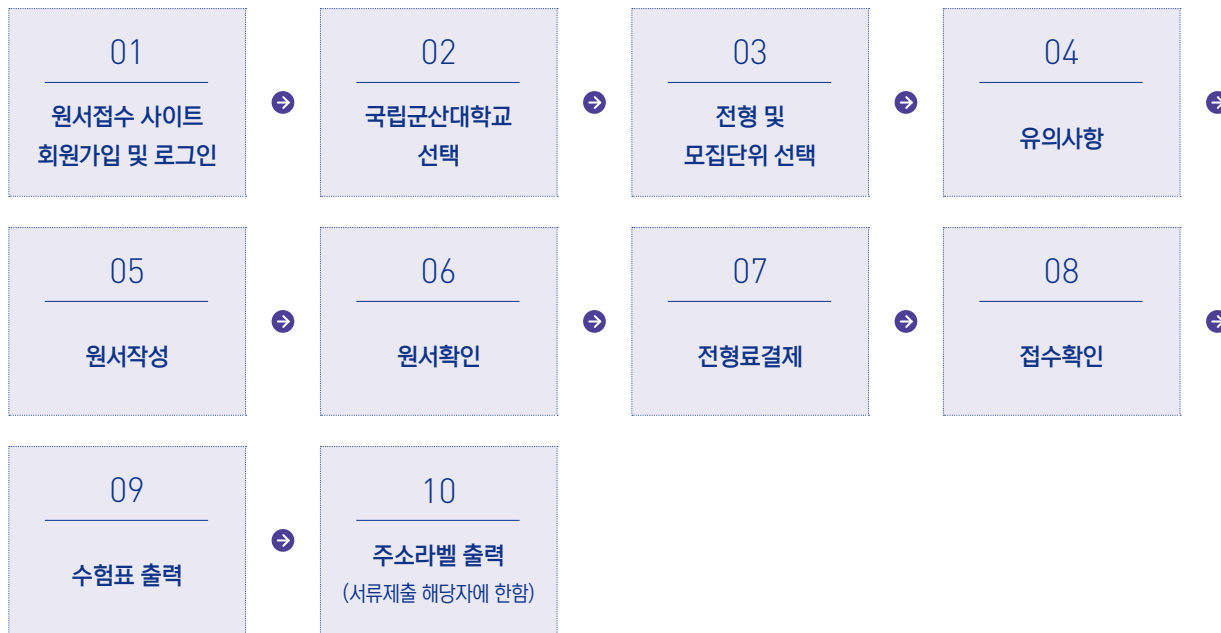 01
원서접수 사이트
회원가입 및 로그인
02
국립군산대학교
선택
03
전형 및
모집단위 선택
04
유의사항
05
원서작성
06
원서확인
07
전형료결제
08
접수확인
09
수험표 출력
10
주소라벨 출력
(서류제출 해당자에 한함)